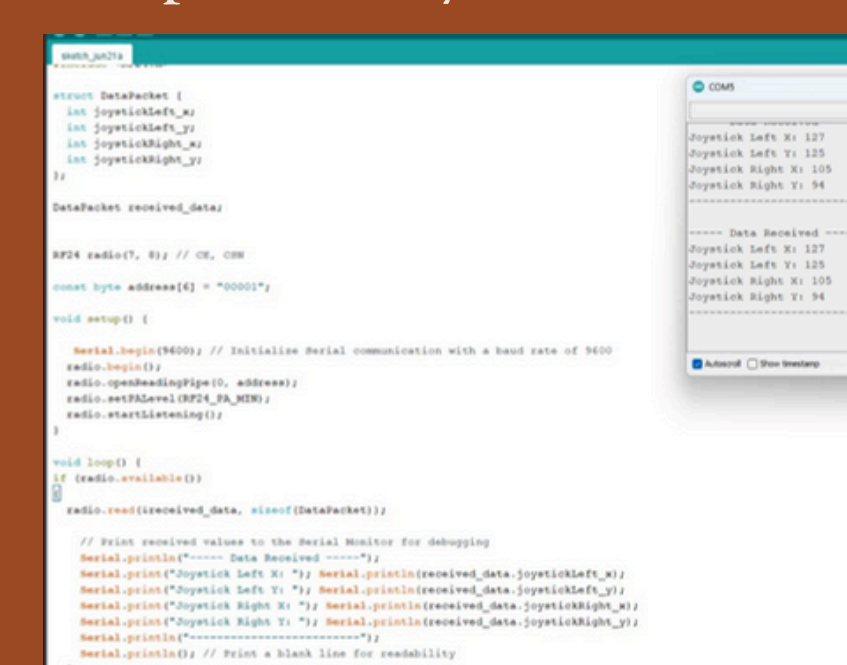 sketch_jun21a
struct DataPacket {
int joystickLeft_x;
int joystickLeft_y;
int joystickRight_x;
int joystickRight_y;
};
DataPacket received_data;
RF24 radio(7, 8); // CE, CSN
const byte address[6] = "00001";
void setup() {
Serial.begin(9600); // Initialize Serial communication with a baud rate of 9600
radio.begin();
radio.openReadingPipe(0, address);
radio.setPALevel(RF24_PA_MIN);
radio.startListening();
}
void loop() {
if (radio.available())
{
radio.read(&received_data, sizeof(DataPacket));
// Print received values to the Serial Monitor for debugging
Serial.println("----- Data Received -----");
Serial.print("Joystick Left X: "); Serial.println(received_data.joystickLeft_x);
Serial.print("Joystick Left Y: "); Serial.println(received_data.joystickLeft_y);
Serial.print("Joystick Right X: "); Serial.println(received_data.joystickRight_x);
Serial.print("Joystick Right Y: "); Serial.println(received_data.joystickRight_y);
Serial.println("-------------------------");
Serial.println(); // Print a blank line for readability
COM5
Joystick Left X: 127
Joystick Left Y: 125
Joystick Right X: 105
Joystick Right Y: 94
-------------------------
----- Data Received ----
Joystick Left X: 127
Joystick Left Y: 125
Joystick Right X: 105
Joystick Right Y: 94
-------------------------
Autoscroll Show timestamp